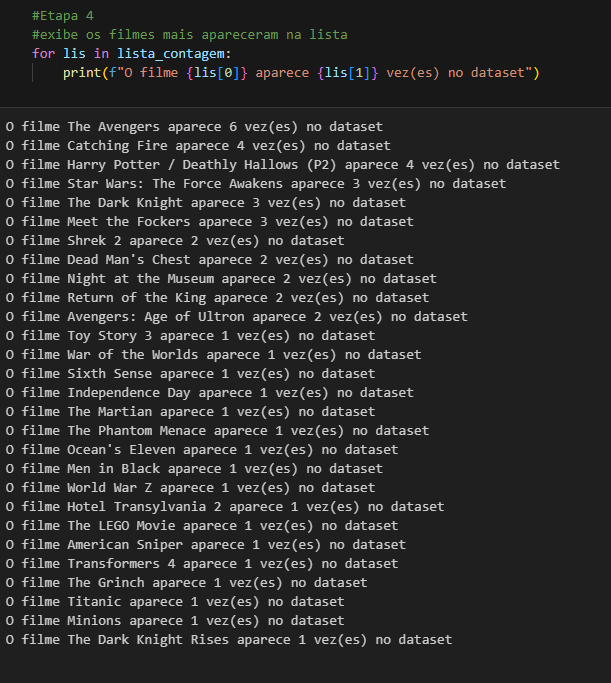 #Etapa 4
#exibe os filmes mais apareceram na lista
for lis in lista_contagem:
    print(f"O filme {lis[0]} aparece {lis[1]} vez(es) no dataset")
O filme The Avengers aparece 6 vez(es) no dataset
O filme Catching Fire aparece 4 vez(es) no dataset
O filme Harry Potter / Deathly Hallows (P2) aparece 4 vez(es) no dataset
O filme Star Wars: The Force Awakens aparece 3 vez(es) no dataset
O filme The Dark Knight aparece 3 vez(es) no dataset
O filme Meet the Fockers aparece 3 vez(es) no dataset
O filme Shrek 2 aparece 2 vez(es) no dataset
O filme Dead Man's Chest aparece 2 vez(es) no dataset
O filme Night at the Museum aparece 2 vez(es) no dataset
O filme Return of the King aparece 2 vez(es) no dataset
O filme Avengers: Age of Ultron aparece 2 vez(es) no dataset
O filme Toy Story 3 aparece 1 vez(es) no dataset
O filme War of the Worlds aparece 1 vez(es) no dataset
O filme Sixth Sense aparece 1 vez(es) no dataset
O filme Independence Day aparece 1 vez(es) no dataset
O filme The Martian aparece 1 vez(es) no dataset
O filme The Phantom Menace aparece 1 vez(es) no dataset
O filme Ocean's Eleven aparece 1 vez(es) no dataset
O filme Men in Black aparece 1 vez(es) no dataset
O filme World War Z aparece 1 vez(es) no dataset
O filme Hotel Transylvania 2 aparece 1 vez(es) no dataset
O filme The LEGO Movie aparece 1 vez(es) no dataset
O filme American Sniper aparece 1 vez(es) no dataset
O filme Transformers 4 aparece 1 vez(es) no dataset
O filme The Grinch aparece 1 vez(es) no dataset
O filme Titanic aparece 1 vez(es) no dataset
O filme Minions aparece 1 vez(es) no dataset
O filme The Dark Knight Rises aparece 1 vez(es) no dataset